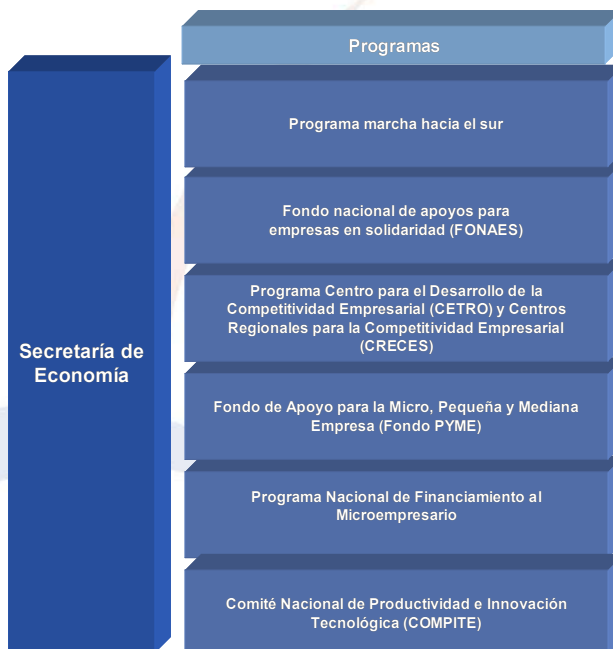 Programas
Secretaría de
Economía
Programa marcha hacia el sur
Fondo nacional de apoyos para
empresas en solidaridad (FONAES)
Programa Centro para el Desarrollo de la
Competitividad Empresarial (CETRO) y Centros
Regionales para la Competitividad Empresarial
(CRECES)
Fondo de Apoyo para la Micro, Pequeña y Mediana
Empresa (Fondo PYME)
Programa Nacional de Financiamiento al
Microempresario
Comité Nacional de Productividad e Innovación
Tecnológica (COMPITE)